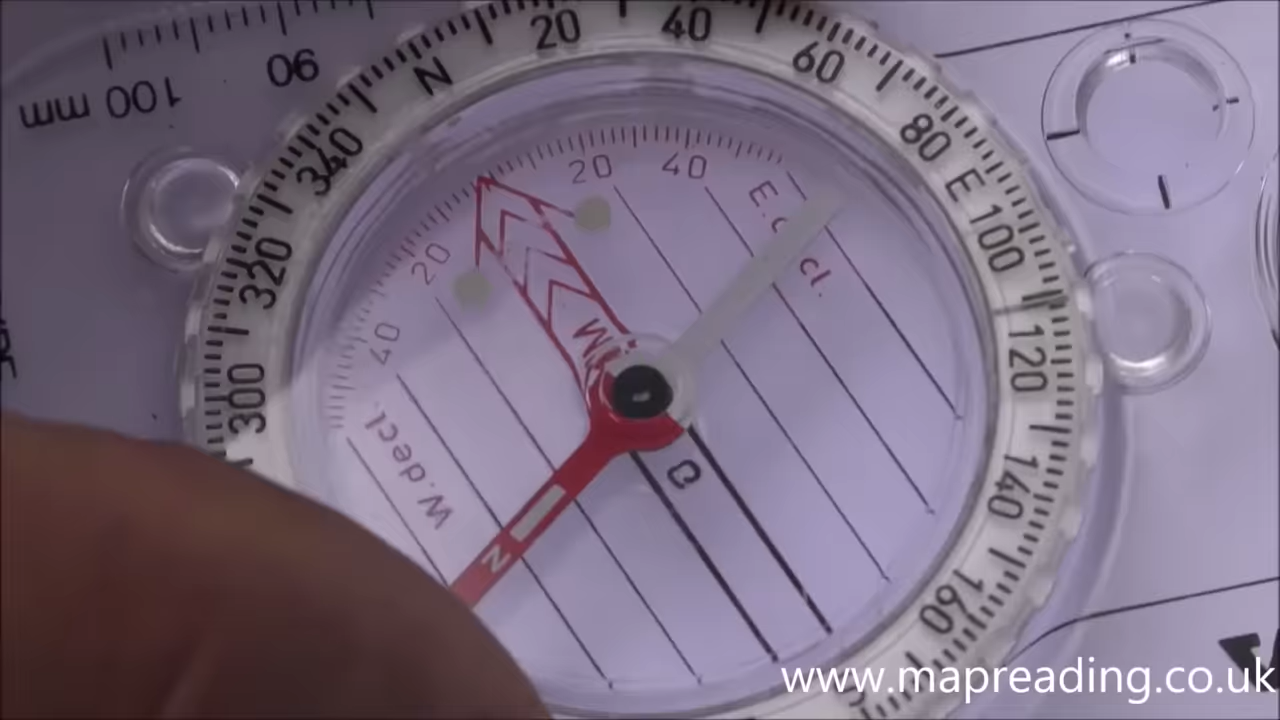 mm 100 90
N 20 40 60 80 E 100 120 140 160
340 320 300
20 40
20 40
E.decl.
W.decl.
N
www.mapreading.co.uk